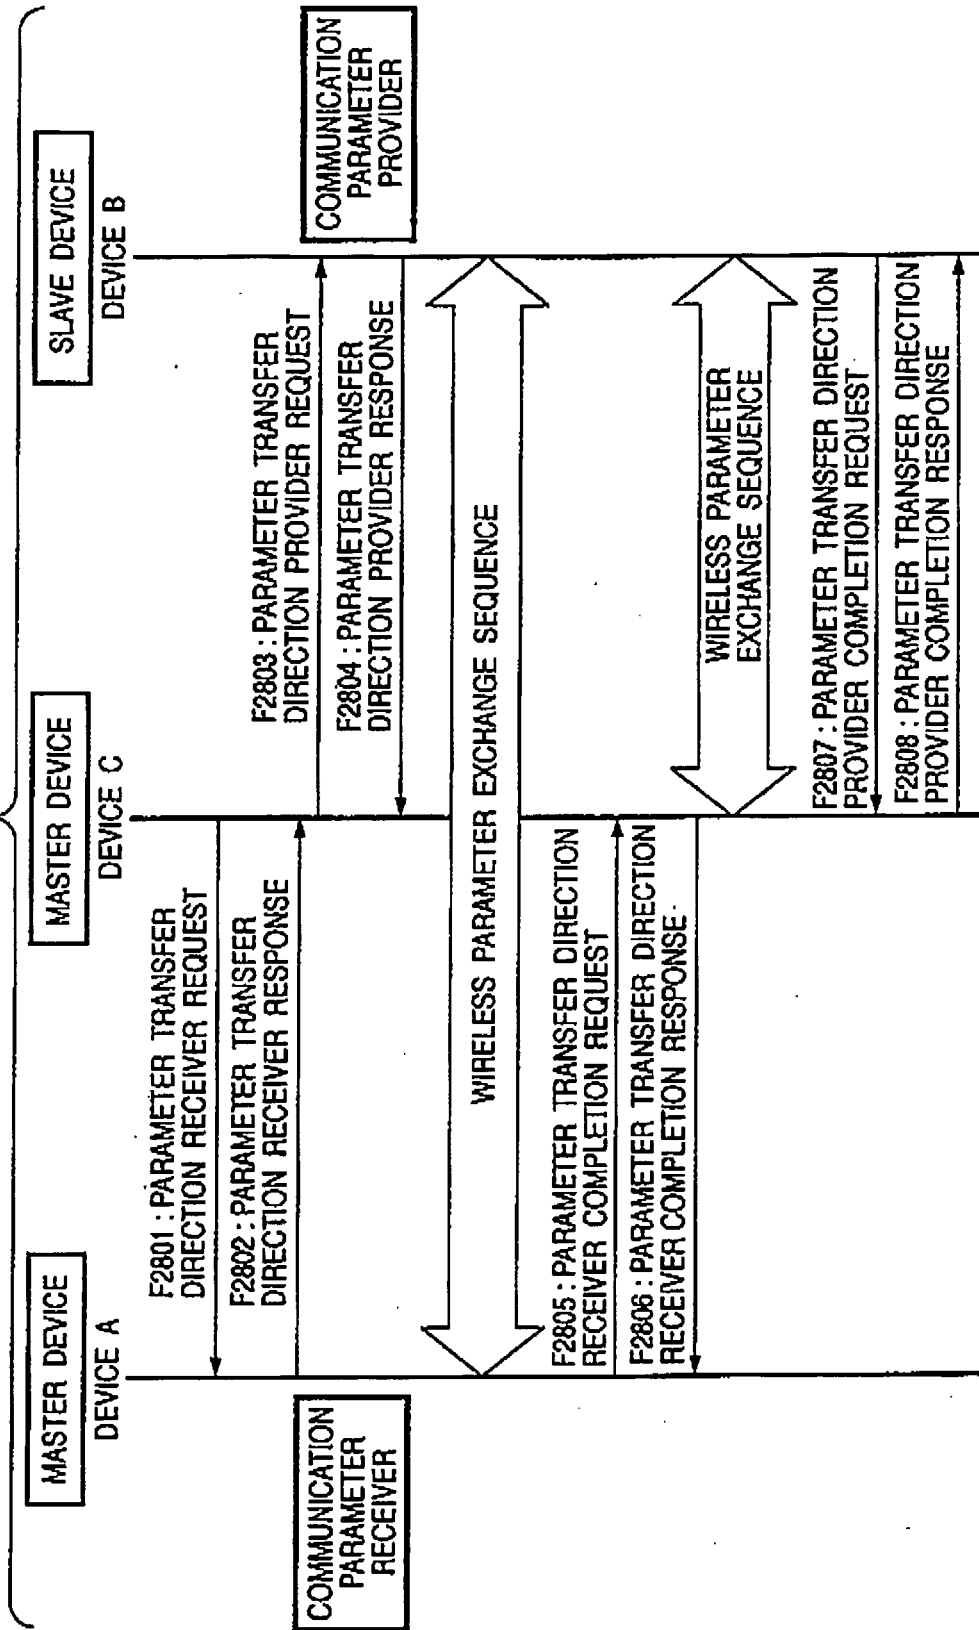 MASTER DEVICE
DEVICE A
MASTER DEVICE
DEVICE C
SLAVE DEVICE
DEVICE B
F2801 : PARAMETER TRANSFER
DIRECTION RECEIVER REQUEST
F2802 : PARAMETER TRANSFER
DIRECTION RECEIVER RESPONSE
COMMUNICATION
PARAMETER
RECEIVER
F2803 : PARAMETER TRANSFER
DIRECTION PROVIDER REQUEST
F2804 : PARAMETER TRANSFER
DIRECTION PROVIDER RESPONSE
COMMUNICATION
PARAMETER
PROVIDER
WIRELESS PARAMETER EXCHANGE SEQUENCE
F2805 : PARAMETER TRANSFER DIRECTION
RECEIVER COMPLETION REQUEST
F2806 : PARAMETER TRANSFER DIRECTION
RECEIVER COMPLETION RESPONSE
WIRELESS PARAMETER
EXCHANGE SEQUENCE
F2807 : PARAMETER TRANSFER DIRECTION
PROVIDER COMPLETION REQUEST
F2808 : PARAMETER TRANSFER DIRECTION
PROVIDER COMPLETION RESPONSE